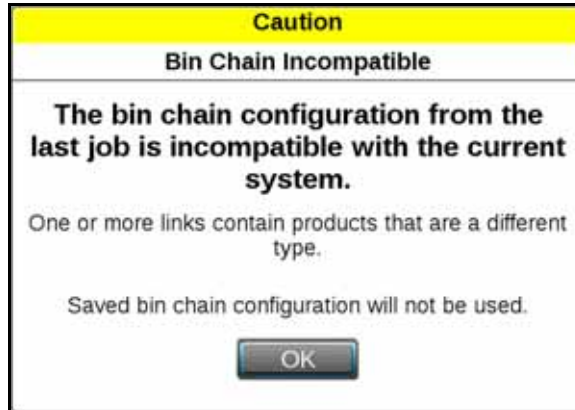 Caution
Bin Chain Incompatible
The bin chain configuration from the
last job is incompatible with the current
system.
One or more links contain products that are a different
type.
Saved bin chain configuration will not be used.
OK